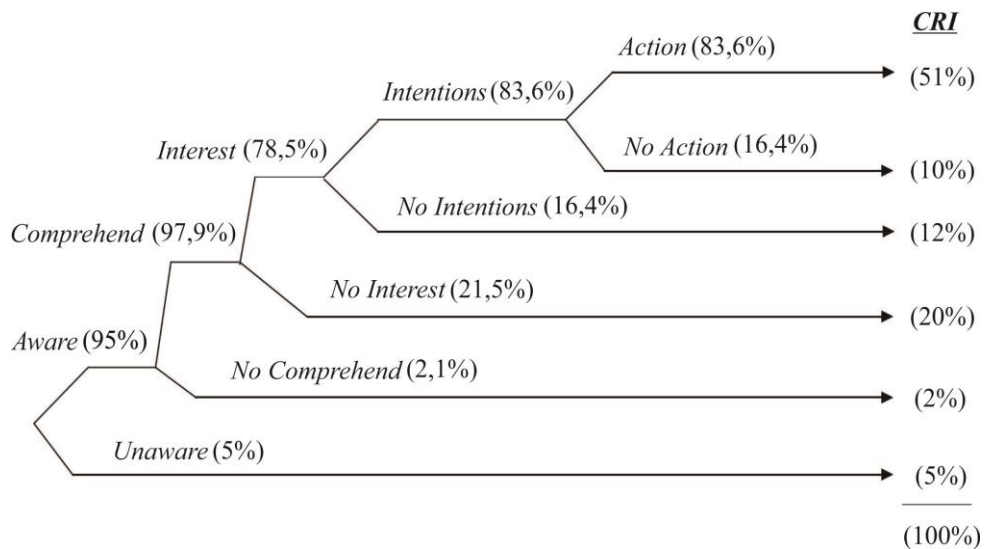 CRI
Action (83,6%)
(51%)
Intentions (83,6%)
No Action (16,4%)
(10%)
Interest (78,5%)
No Intentions (16,4%)
(12%)
Comprehend (97,9%)
No Interest (21,5%)
(20%)
Aware (95%)
No Comprehend (2,1%)
(2%)
Unaware (5%)
(5%)
(100%)